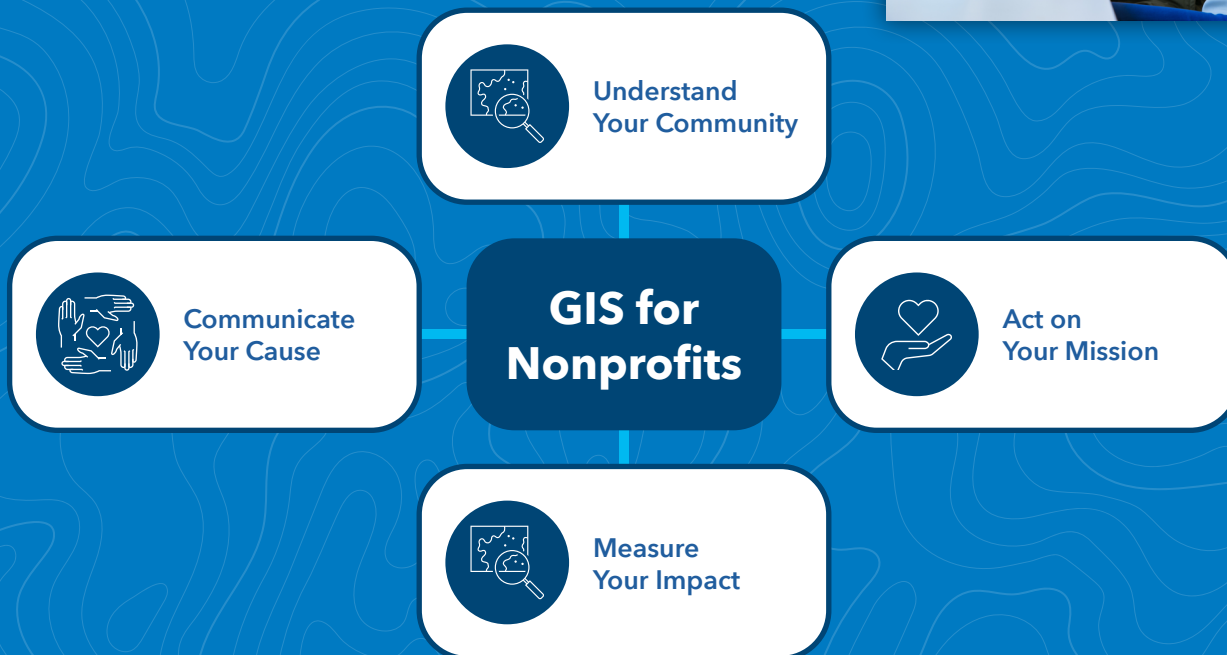 Understand
Your Community
Communicate
Your Cause
GIS for
Nonprofits
Act on
Your Mission
Measure
Your Impact